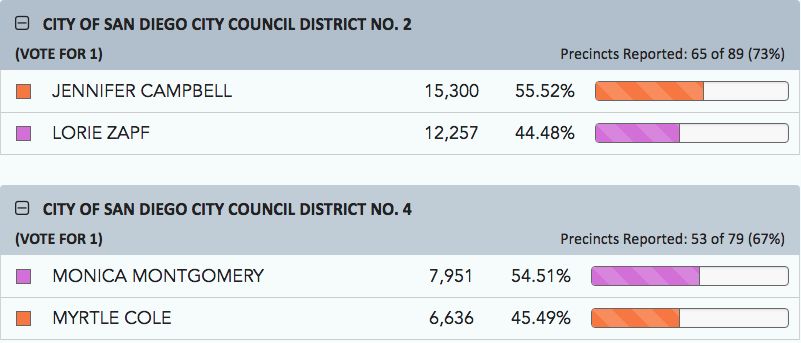 CITY OF SAN DIEGO CITY COUNCIL DISTRICT NO. 2
(VOTE FOR 1) Precincts Reported: 65 of 89 (73%)
JENNIFER CAMPBELL 15,300 55.52%
LORIE ZAPF 12,257 44.48%
CITY OF SAN DIEGO CITY COUNCIL DISTRICT NO. 4
(VOTE FOR 1) Precincts Reported: 53 of 79 (67%)
MONICA MONTGOMERY 7,951 54.51%
MYRTLE COLE 6,636 45.49%